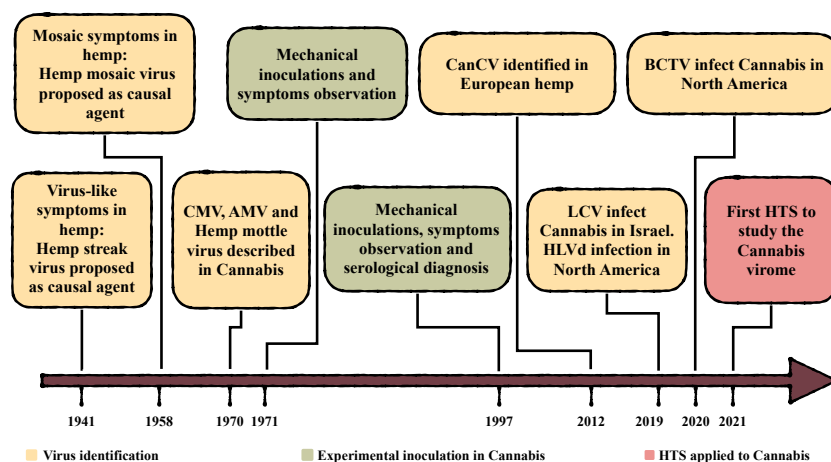 Mosaic symptoms in
hemp:
Hemp mosaic virus
proposed as causal
agent
Mechanical
inoculations and
symptoms observation
CanCV identified in
European hemp
BCTV infect Cannabis in
North America
Virus-like
symptoms in
hemp:
Hemp streak
virus proposed
as causal agent
CMV, AMV and
Hemp mottle
virus described
in Cannabis
Mechanical
inoculations, symptoms
observation and
serological diagnosis
LCV infect
Cannabis in Israel.
HLVd infection in
North America
First HTS to
study the
Cannabis
virome
1941
1958
1970
1971
1997
2012
2019
2020
2021
Virus identification
Experimental inoculation in Cannabis
HTS applied to Cannabis